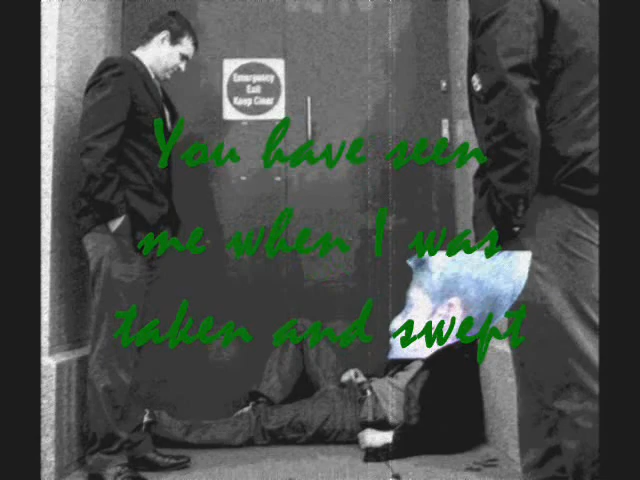 Emergency
Exit
Keep Clear
You have seen
me when I was
taken and swept